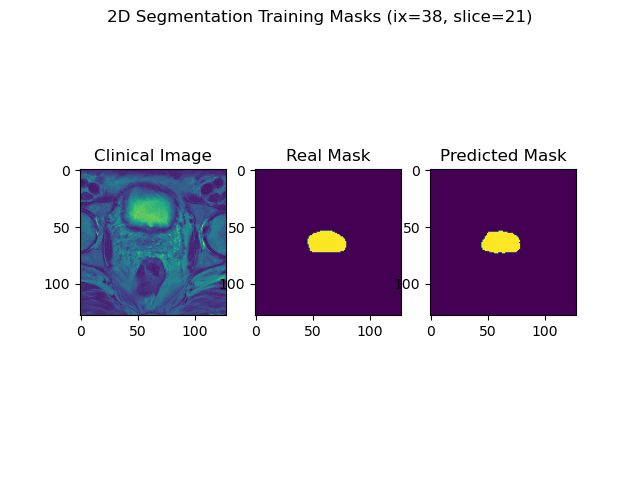 2D Segmentation Training Masks (ix=38, slice=21)
Clinical Image Real Mask Predicted Mask
0 0 0
50 50 50
100 100 100
0 50 100 0 50 100 0 50 100